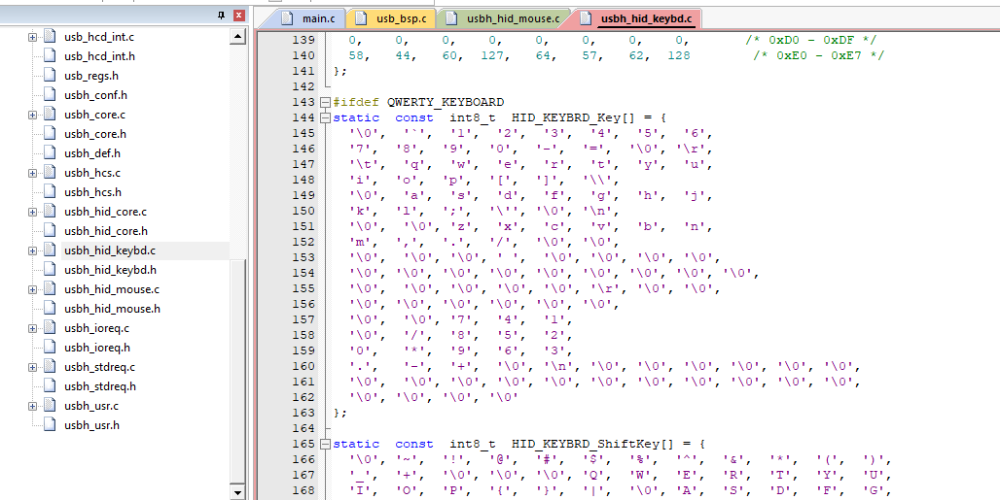 main.c usb_bsp.c usbh_hid_mouse.c usbh_hid_keybd.c
usb_hcd_int.c
usb_hcd_int.h
usb_regs.h
usbh_conf.h
usbh_core.c
usbh_core.h
usbh_def.h
usbh_hcs.c
usbh_hcs.h
usbh_hid_core.c
usbh_hid_core.h
usbh_hid_keybd.c
usbh_hid_keybd.h
usbh_hid_mouse.c
usbh_hid_mouse.h
usbh_ioreq.c
usbh_ioreq.h
usbh_stdreq.c
usbh_stdreq.h
usbh_usr.c
usbh_usr.h
139 0, 0, 0, 0, 0, 0, 0, 0, /* 0xD0 - 0xDF */
140 58, 44, 60, 127, 64, 57, 62, 128 /* 0xE0 - 0xE7 */
141 };
142
143 #ifdef QWERTY_KEYBOARD
144 static const int8_t HID_KEYBRD_Key[] = {
145 '\0', '`', '1', '2', '3', '4', '5', '6',
146 '7', '8', '9', '0', '-', '=', '\0', '\r',
147 '\t', 'q', 'w', 'e', 'r', 't', 'y', 'u',
148 'i', 'o', 'p', '[', ']', '\\',
149 '\0', 'a', 's', 'd', 'f', 'g', 'h', 'j',
150 'k', 'l', ';', '\'', '\0', '\n',
151 '\0', '\0', 'z', 'x', 'c', 'v', 'b', 'n',
152 'm', ',', '.', '/', '\0', '\0',
153 '\0', '\0', '\0', ' ', '\0', '\0', '\0', '\0',
154 '\0', '\0', '\0', '\0', '\0', '\0', '\0', '\0', '\0',
155 '\0', '\0', '\0', '\0', '\0', '\r', '\0', '\0',
156 '\0', '\0', '\0', '\0', '\0', '\0',
157 '\0', '\0', '7', '4', '1',
158 '\0', '/', '8', '5', '2',
159 '0', '*', '9', '6', '3',
160 '.', '-', '+', '\0', '\n', '\0', '\0', '\0', '\0', '\0', '\0',
161 '\0', '\0', '\0', '\0', '\0', '\0', '\0', '\0', '\0', '\0', '\0',
162 '\0', '\0', '\0', '\0'
163 };
164
165 static const int8_t HID_KEYBRD_ShiftKey[] = {
166 '\0', '~', '!', '@', '#', '$', '%', '^', '&', '*', '(', ')',
167 '_', '+', '\0', '\0', '\0', 'Q', 'W', 'E', 'R', 'T', 'Y', 'U',
168 'I', 'O', 'P', '{', '}', '|', '\0', 'A', 'S', 'D', 'F', 'G',